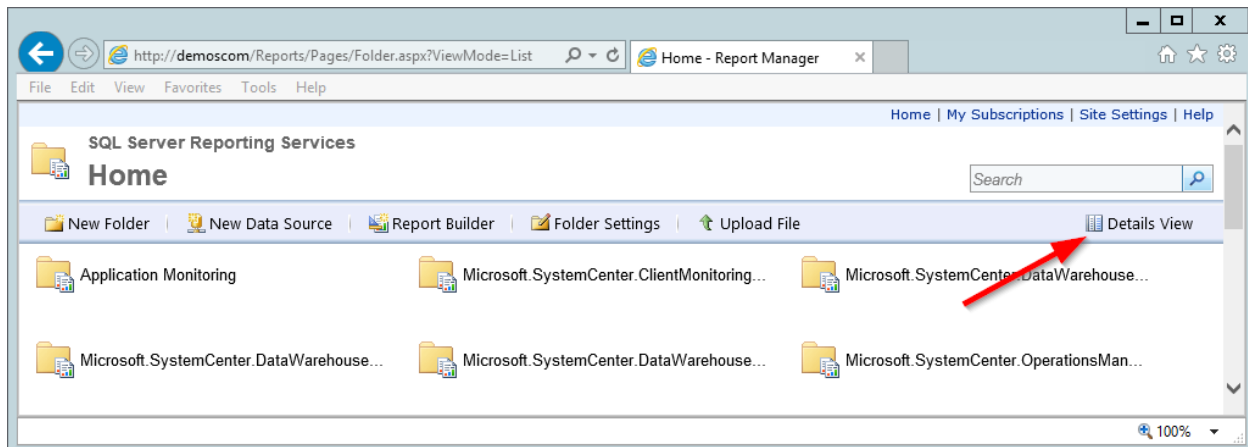 http://demoscom/Reports/Pages/Folder.aspx?ViewMode=List
Home - Report Manager
File Edit View Favorites Tools Help
Home | My Subscriptions | Site Settings | Help
SQL Server Reporting Services
Home
Search
New Folder | New Data Source | Report Builder | Folder Settings | Upload File Details View
Application Monitoring Microsoft.SystemCenter.ClientMonitoring... Microsoft.SystemCenter.DataWarehouse...
Microsoft.SystemCenter.DataWarehouse... Microsoft.SystemCenter.DataWarehouse... Microsoft.SystemCenter.OperationsMan...
100%